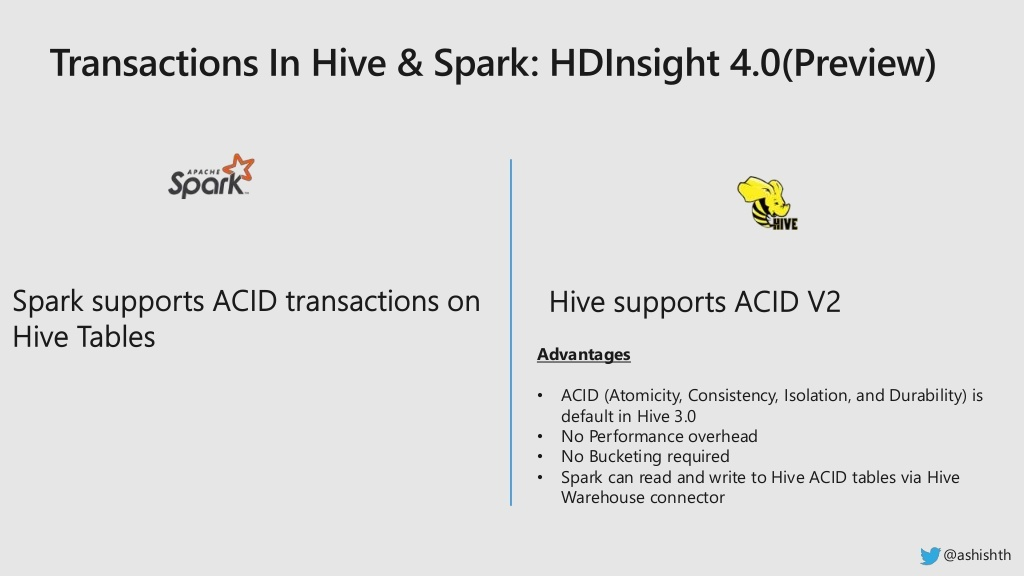 Transactions In Hive & Spark: HDInsight 4.0(Preview)
APACHE
Spark
HIVE
Spark supports ACID transactions on
Hive Tables
Hive supports ACID V2
Advantages
• ACID (Atomicity, Consistency, Isolation, and Durability) is
default in Hive 3.0
• No Performance overhead
• No Bucketing required
• Spark can read and write to Hive ACID tables via Hive
Warehouse connector
@ashishth